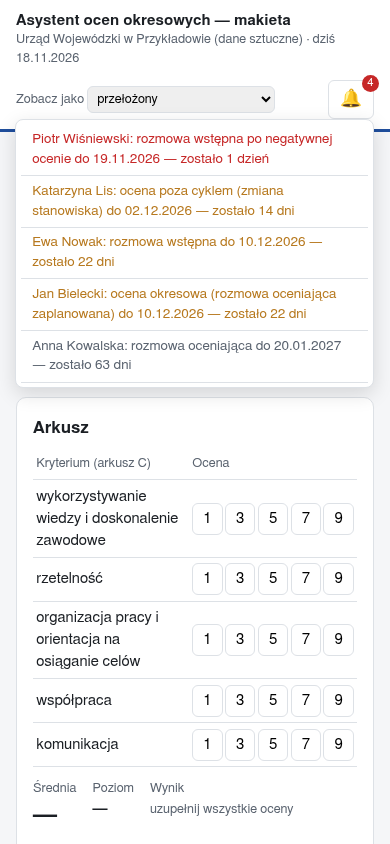 Asystent ocen okresowych — makieta
Urząd Wojewódzki w Przykładowie (dane sztuczne) · dziś
18.11.2026
Zobacz jako przełożony
4
Piotr Wiśniewski: rozmowa wstępna po negatywnej
ocenie do 19.11.2026 — zostało 1 dzień
Katarzyna Lis: ocena poza cyklem (zmiana
stanowiska) do 02.12.2026 — zostało 14 dni
Ewa Nowak: rozmowa wstępna do 10.12.2026 —
zostało 22 dni
Jan Bielecki: ocena okresowa (rozmowa oceniająca
zaplanowana) do 10.12.2026 — zostało 22 dni
Anna Kowalska: rozmowa oceniająca do 20.01.2027
— zostało 63 dni
Arkusz
Kryterium (arkusz C) Ocena
wykorzystywanie
wiedzy i doskonalenie
zawodowe
1 3 5 7 9
rzetelność 1 3 5 7 9
organizacja pracy i
orientacja na
osiąganie celów
1 3 5 7 9
współpraca 1 3 5 7 9
komunikacja 1 3 5 7 9
Średnia Poziom Wynik
— — uzupełnij wszystkie oceny